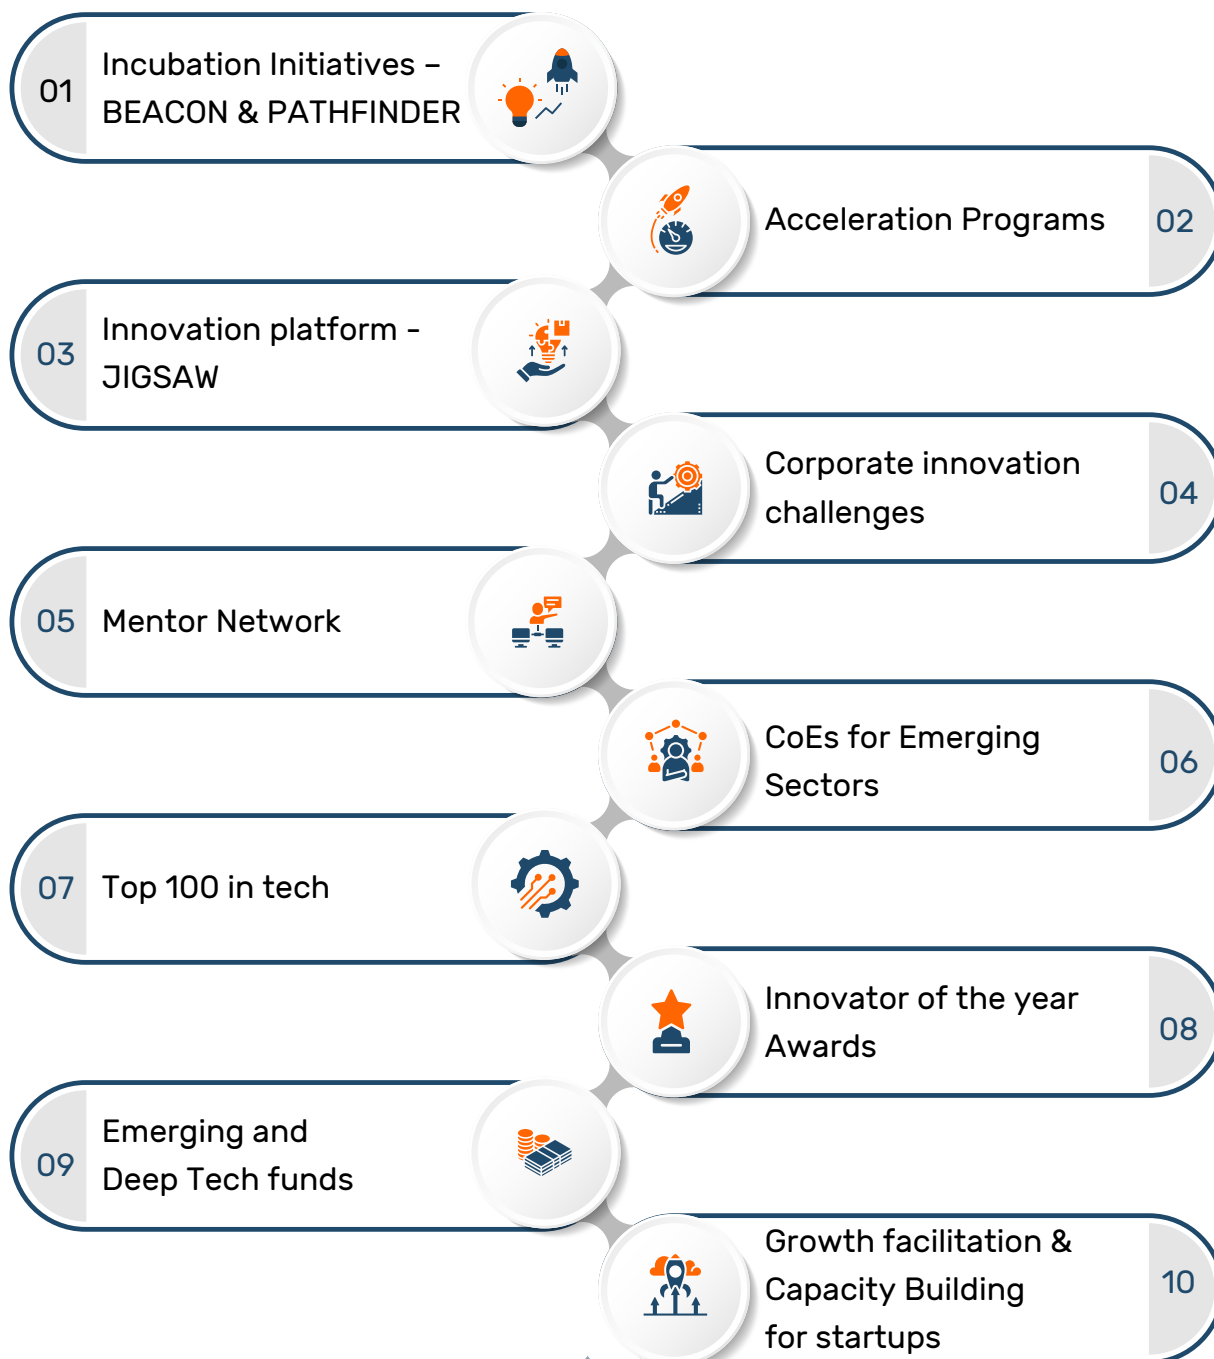 01
Incubation Initiatives –
BEACON & PATHFINDER
Acceleration Programs
02
03
Innovation platform -
JIGSAW
Corporate innovation
challenges
04
05
Mentor Network
CoEs for Emerging
Sectors
06
07
Top 100 in tech
Innovator of the year
Awards
08
09
Emerging and
Deep Tech funds
Growth facilitation &
Capacity Building
for startups
10